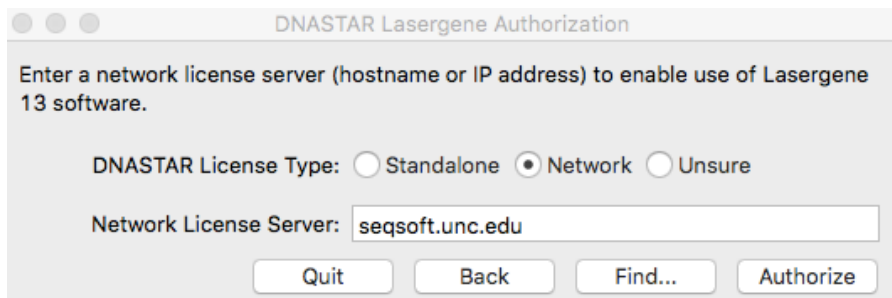 DNASTAR Lasergene Authorization
Enter a network license server (hostname or IP address) to enable use of Lasergene
13 software.
DNASTAR License Type: Standalone Network Unsure
Network License Server: seqsoft.unc.edu
Quit Back Find... Authorize